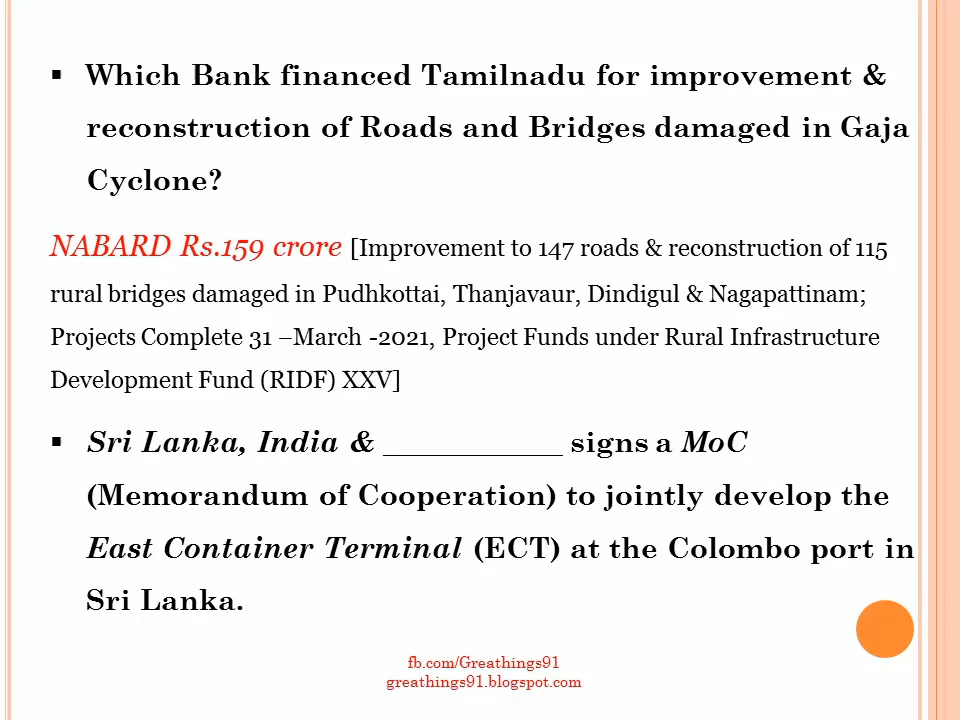 ▪ Which Bank financed Tamilnadu for improvement &
reconstruction of Roads and Bridges damaged in Gaja
Cyclone?
NABARD Rs.159 crore [Improvement to 147 roads & reconstruction of 115
rural bridges damaged in Pudhkottai, Thanjavaur, Dindigul & Nagapattinam;
Projects Complete 31 –March -2021, Project Funds under Rural Infrastructure
Development Fund (RIDF) XXV]
▪ Sri Lanka, India & ____________ signs a MoC
(Memorandum of Cooperation) to jointly develop the
East Container Terminal (ECT) at the Colombo port in
Sri Lanka.
fb.com/Greathings91
greathings91.blogspot.com